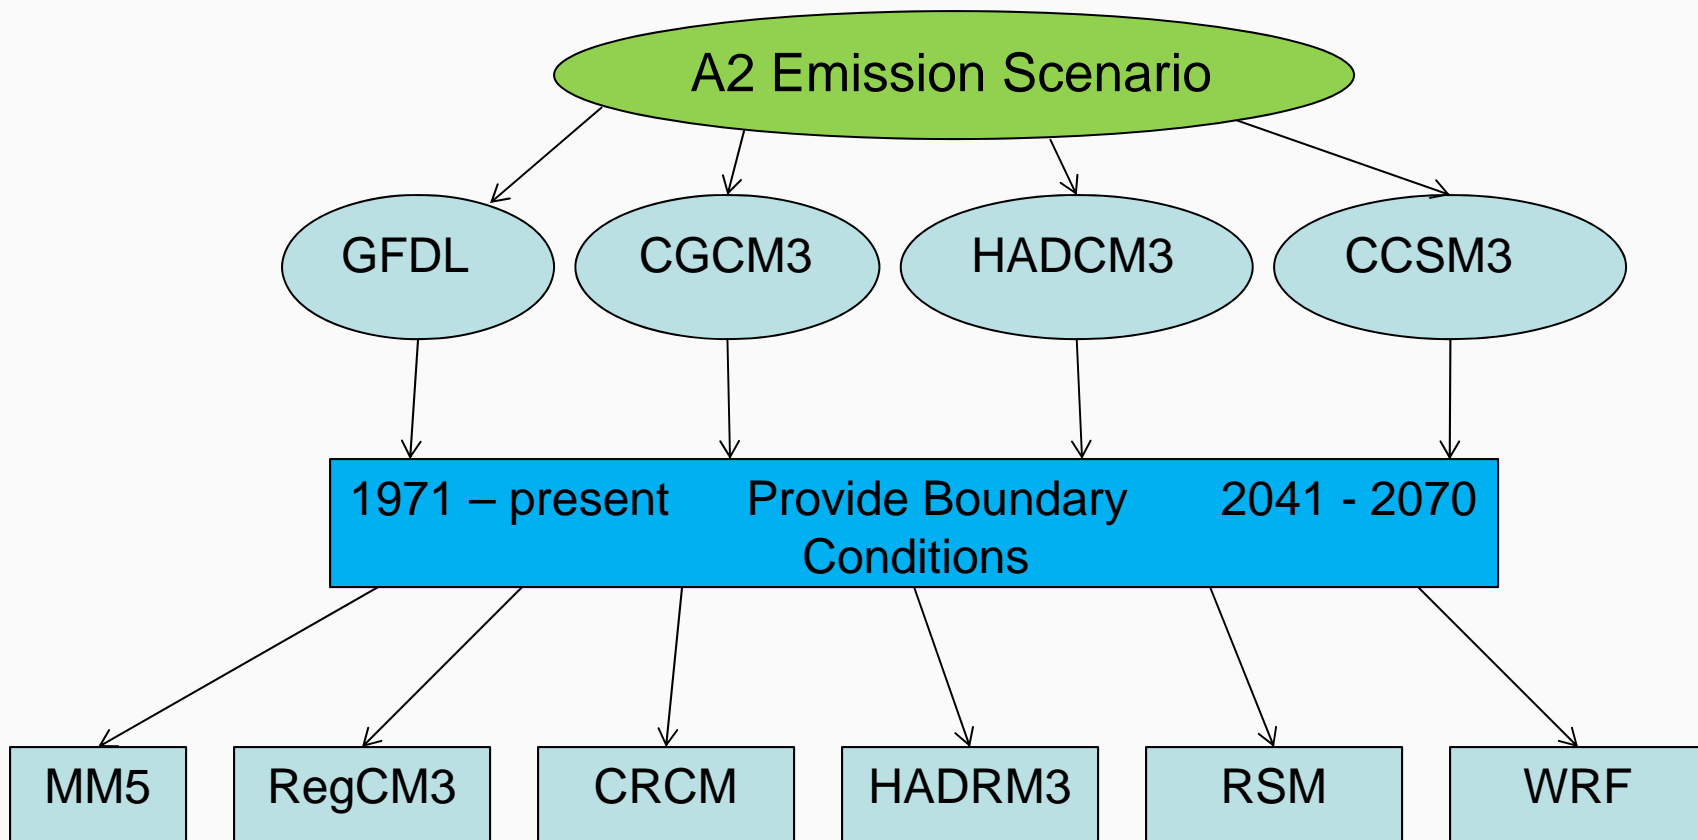 A2 Emission Scenario
GFDL
CGCM3
HADCM3
CCSM3
1971 – present Provide Boundary 2041 - 2070
Conditions
MM5
RegCM3
CRCM
HADRM3
RSM
WRF